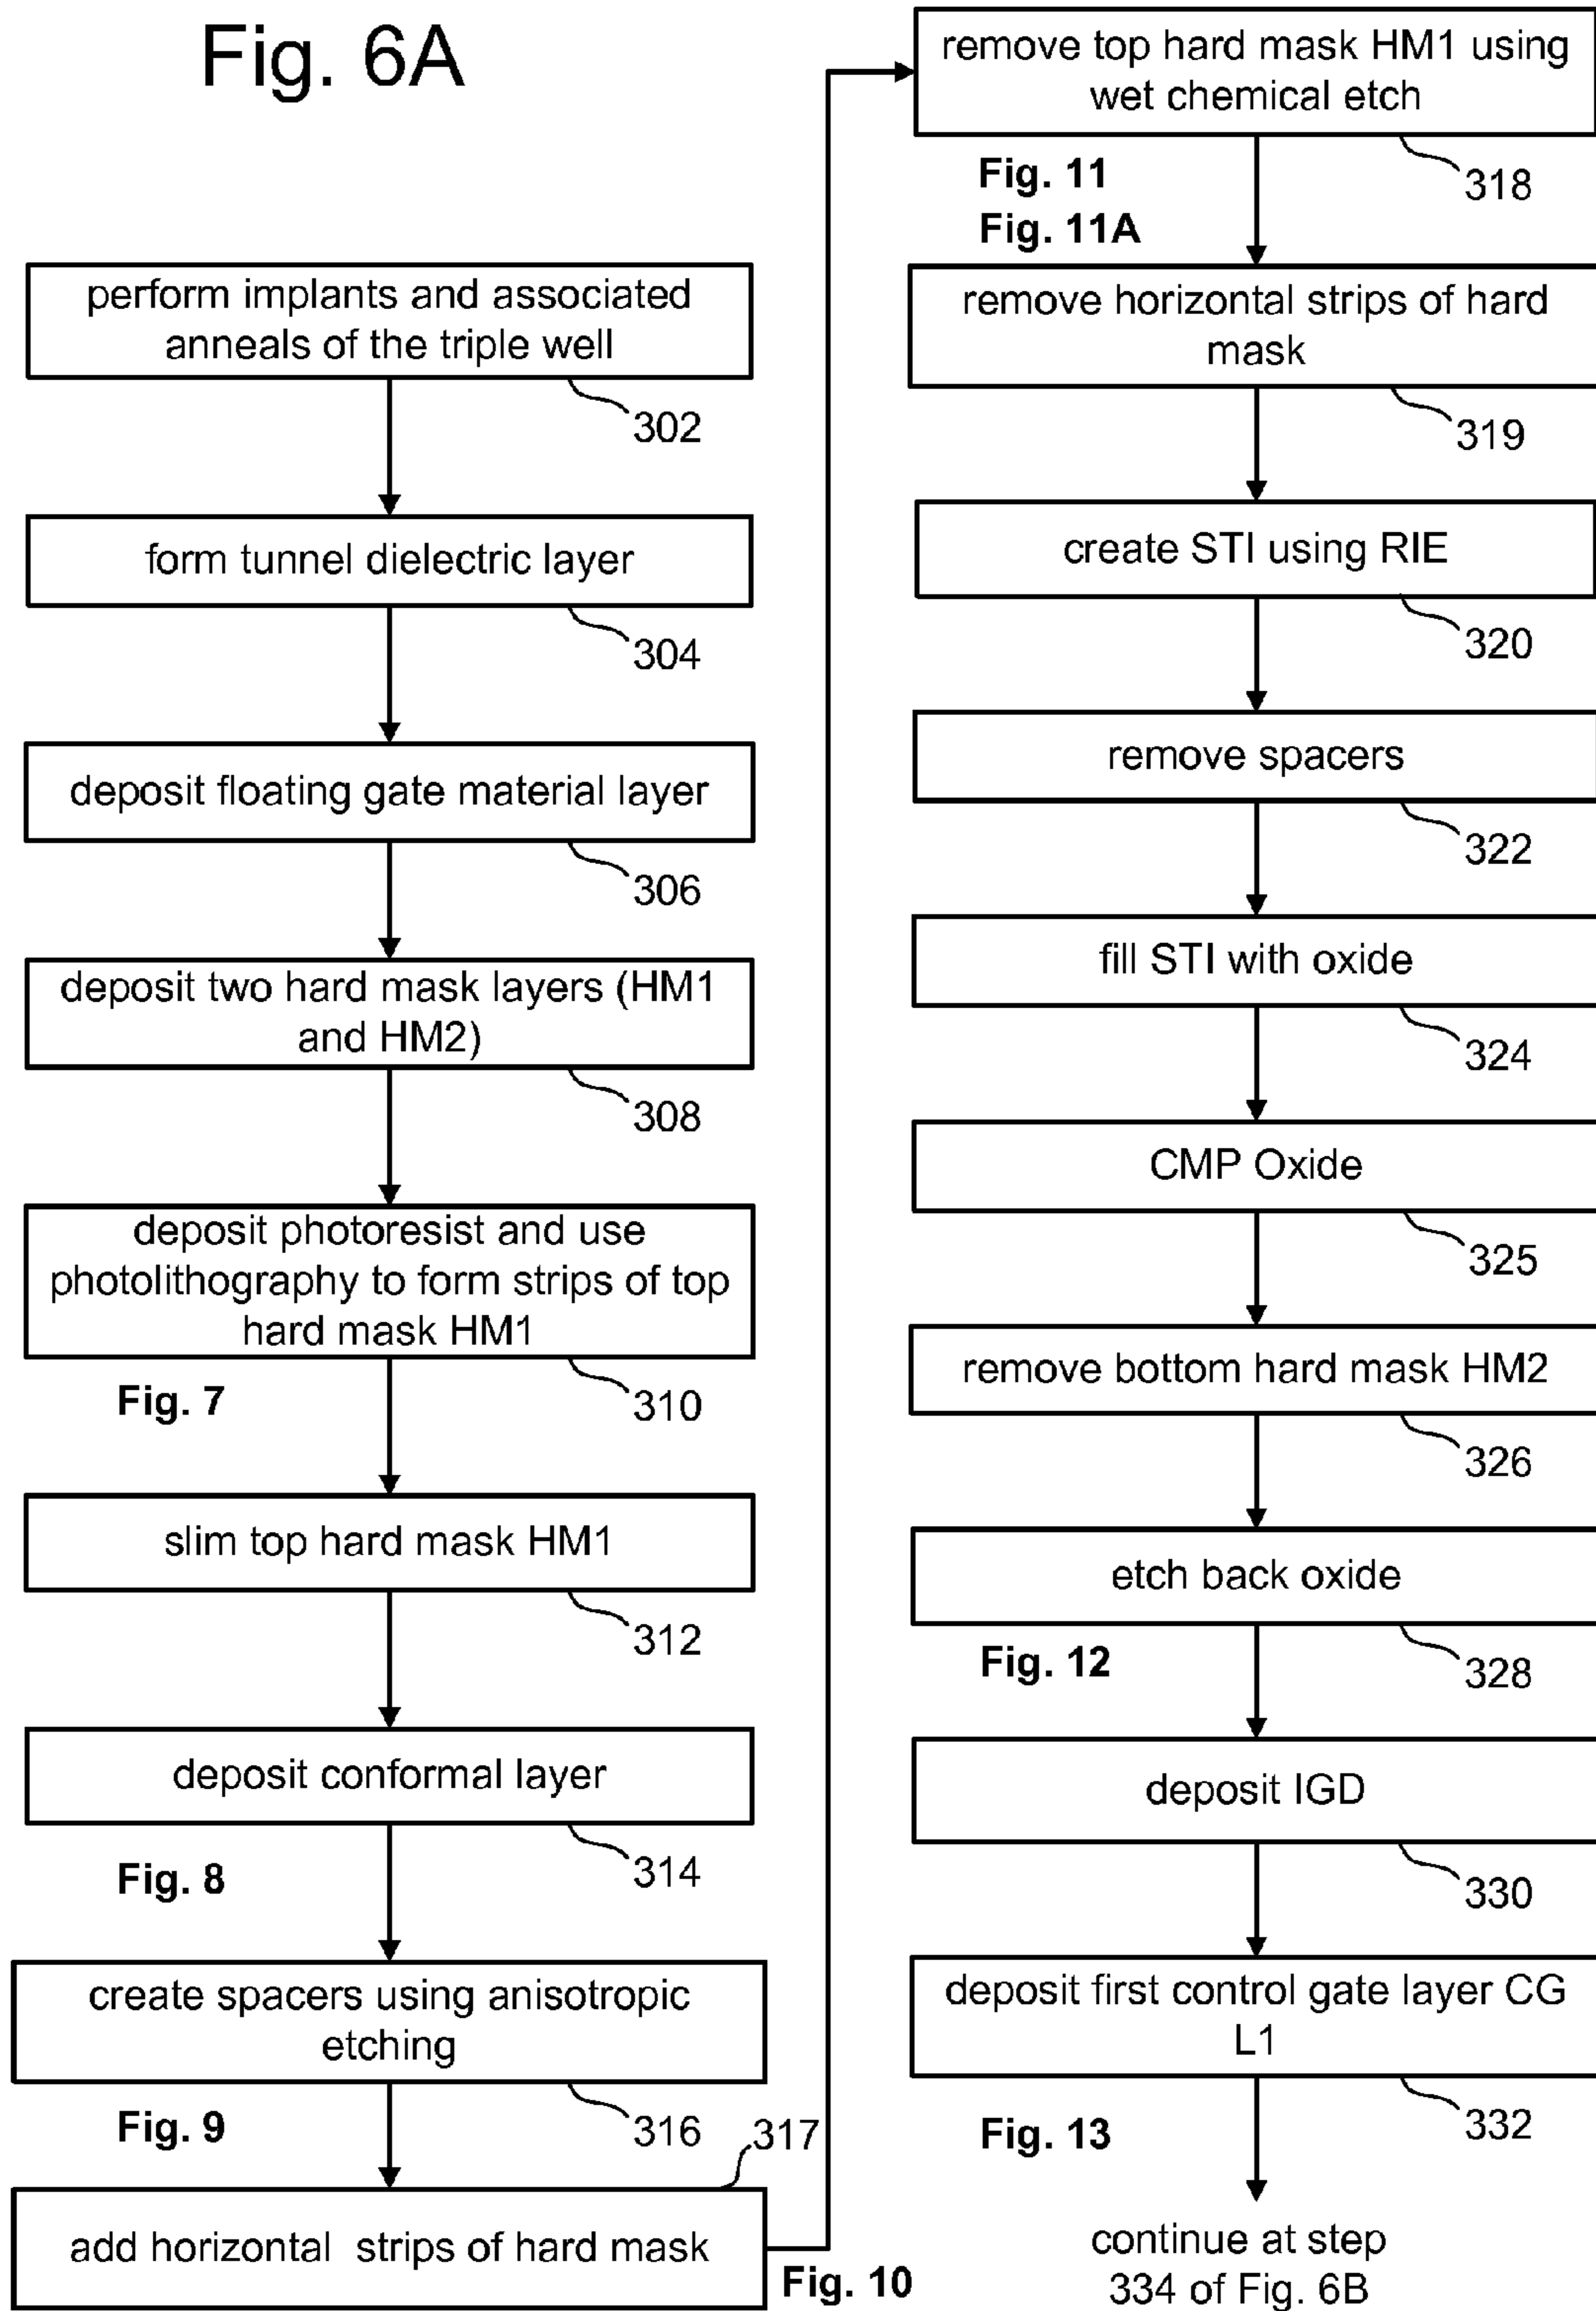 Fig. 6A
perform implants and associated
anneals of the triple well
302
form tunnel dielectric layer
304
deposit floating gate material layer
306
deposit two hard mask layers (HM1
and HM2)
308
deposit photoresist and use
photolithography to form strips of top
hard mask HM1
Fig. 7
310
slim top hard mask HM1
312
deposit conformal layer
Fig. 8
314
create spacers using anisotropic
etching
Fig. 9
316
317
add horizontal strips of hard mask
Fig. 10
remove top hard mask HM1 using
wet chemical etch
Fig. 11
318
Fig. 11A
remove horizontal strips of hard
mask
319
create STI using RIE
320
remove spacers
322
fill STI with oxide
324
CMP Oxide
325
remove bottom hard mask HM2
326
etch back oxide
Fig. 12
328
deposit IGD
330
deposit first control gate layer CG
L1
Fig. 13
332
continue at step
334 of Fig. 6B